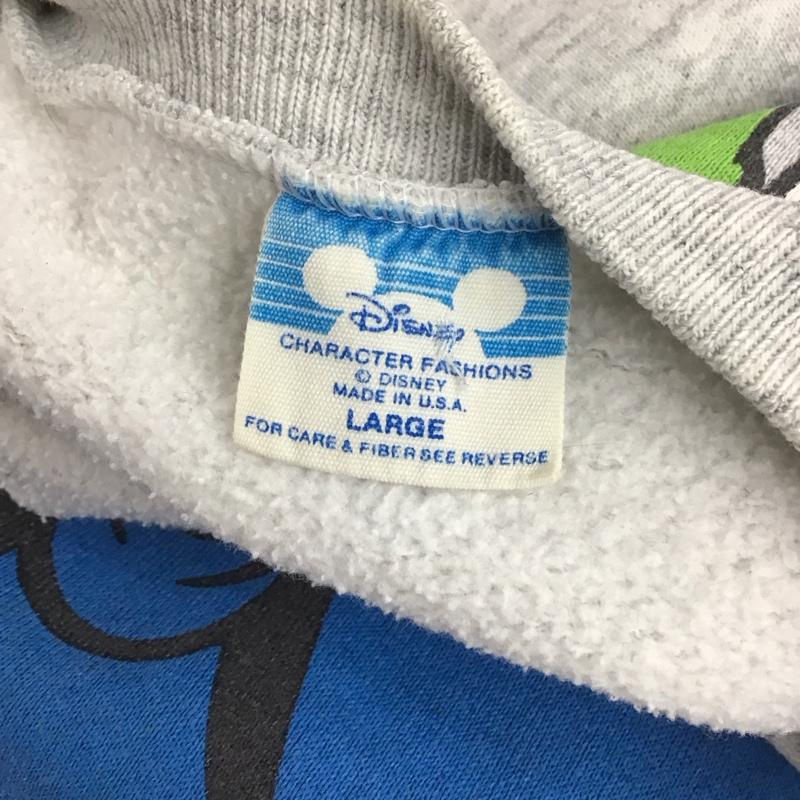 Disney
CHARACTER FASHIONS
© DISNEY
MADE IN U.S.A.
LARGE
FOR CARE & FIBER SEE REVERSE